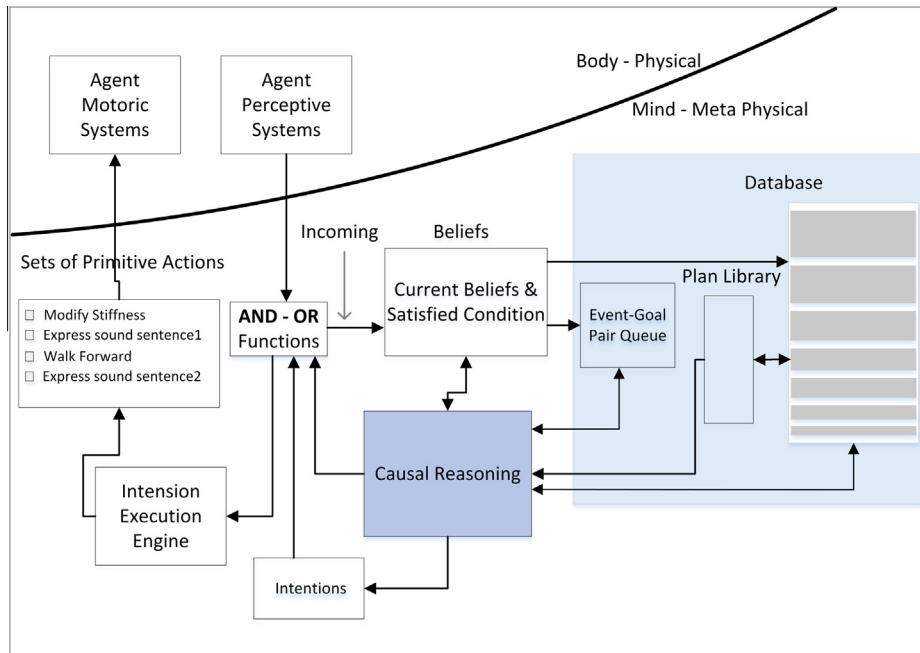 Agent
Motoric
Systems
Agent
Perceptive
Systems
Body - Physical
Mind - Meta Physical
Database
Incoming
Beliefs
Sets of Primitive Actions
Plan Library
Modify Stiffness
Express sound sentence1
Walk Forward
Express sound sentence2
AND - OR
Functions
Current Beliefs &
Satisfied Condition
Event-Goal
Pair Queue
Causal Reasoning
Intension
Execution
Engine
Intentions